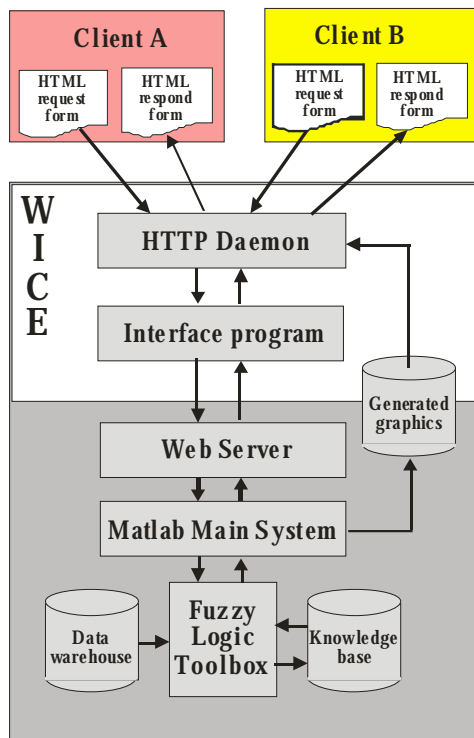 Client A
HTML
request
form
HTML
respond
form
Client B
HTML
request
form
HTML
respond
form
W
I
C
E
HTTP Daemon
Interface program
Generated
graphics
Web Server
Matlab Main System
Data
warehouse
Fuzzy
Logic
Toolbox
Knowledge
base